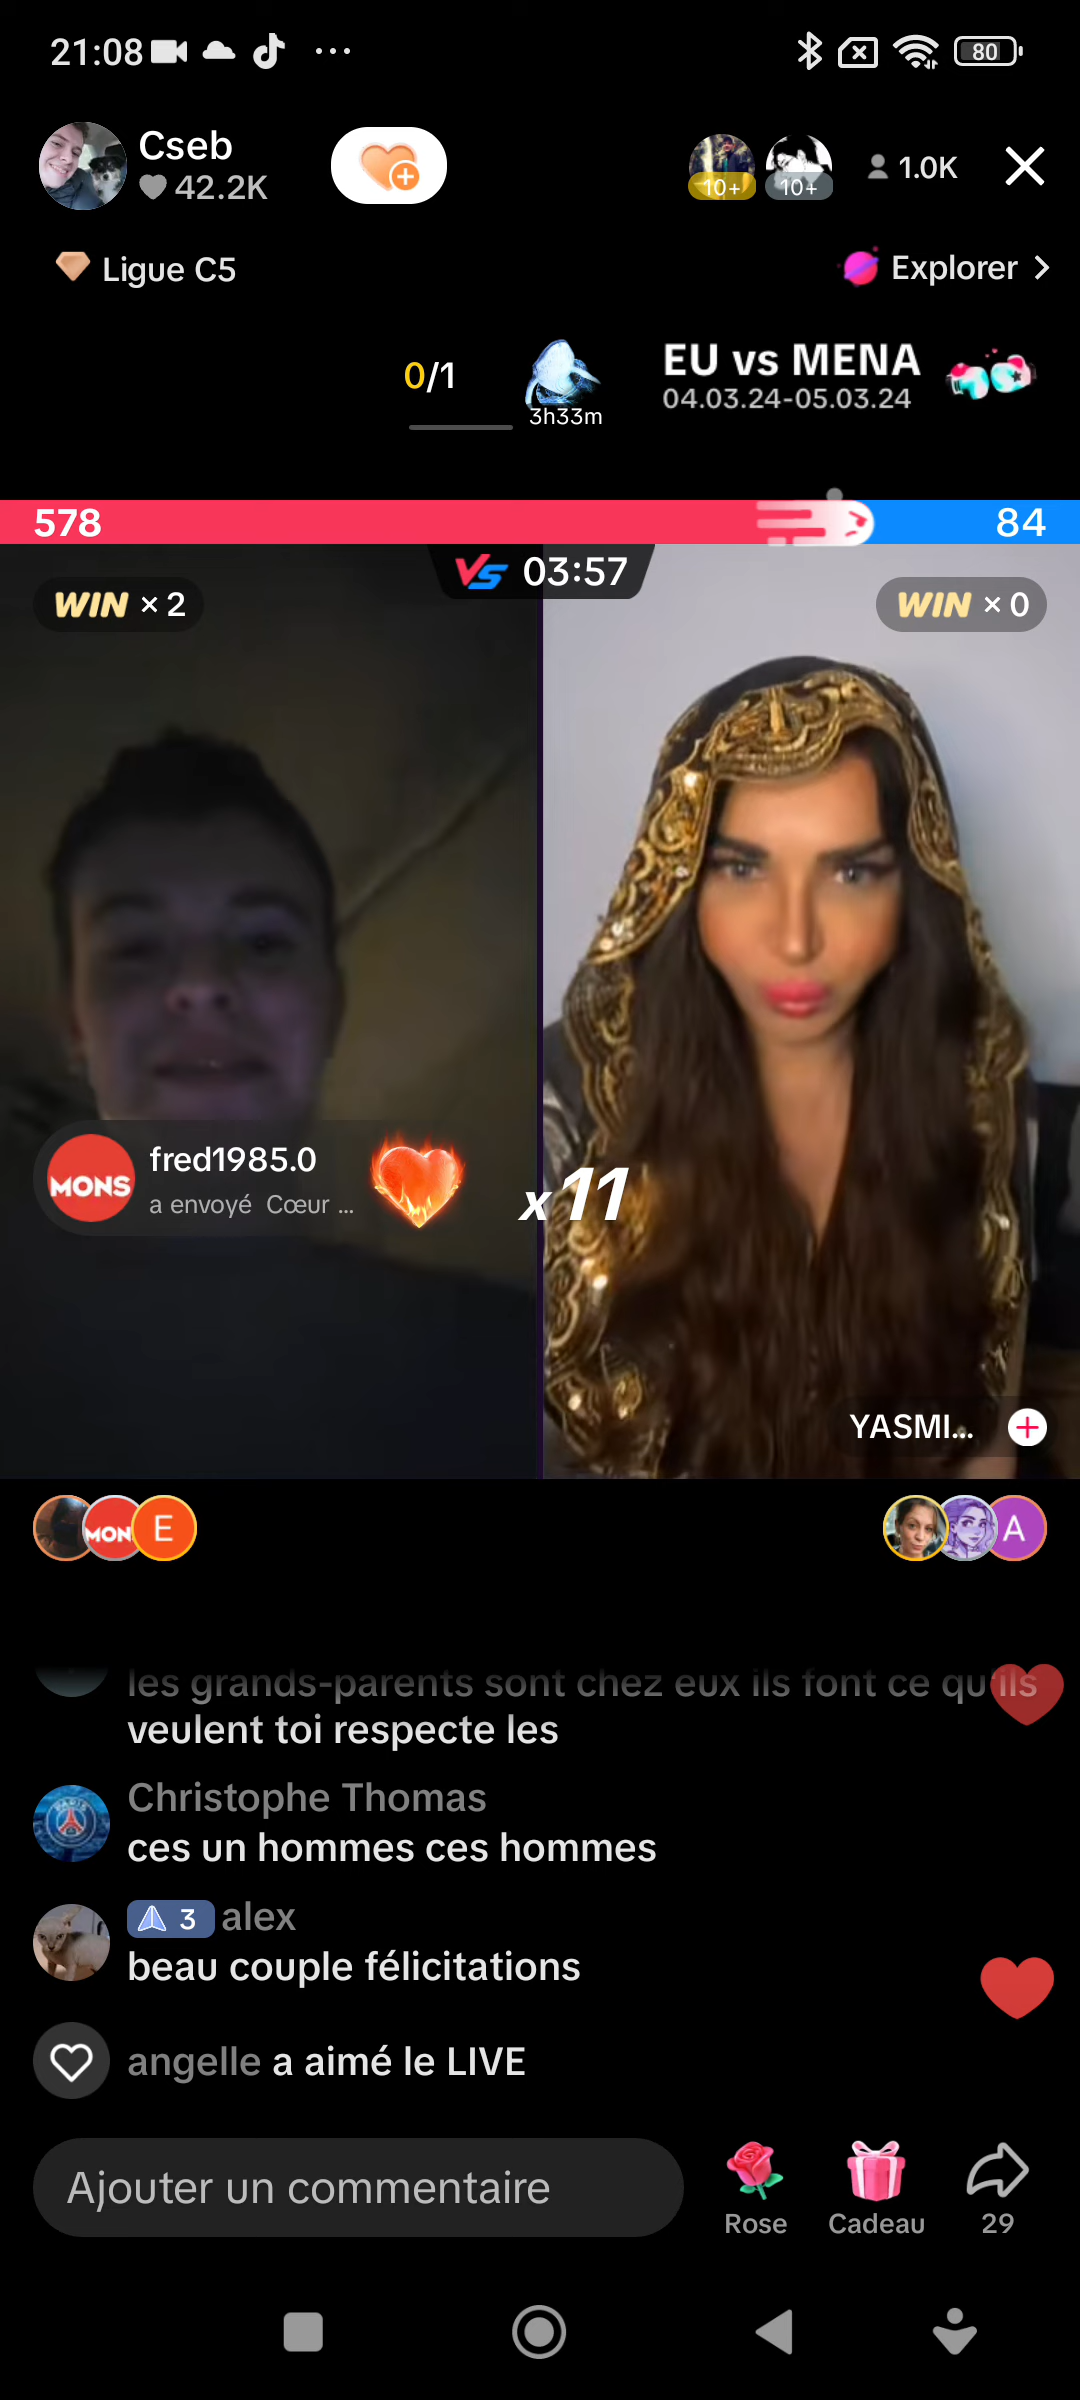 21:08
80
Cseb
42.2K
10+
10+
1.0K
Ligue C5
Explorer
0/1
3h33m
EU vs MENA
04.03.24-05.03.24
578
84
VS 03:57
WIN × 2
WIN × 0
MONS
fred1985.0
a envoyé Cœur ...
x11
YASMI...
MON
E
A
les grands-parents sont chez eux ils font ce qu'ils
veulent toi respecte les
PARIS
Christophe Thomas
ces un hommes ces hommes
3 alex
beau couple félicitations
angelle a aimé le LIVE
Ajouter un commentaire
Rose
Cadeau
29